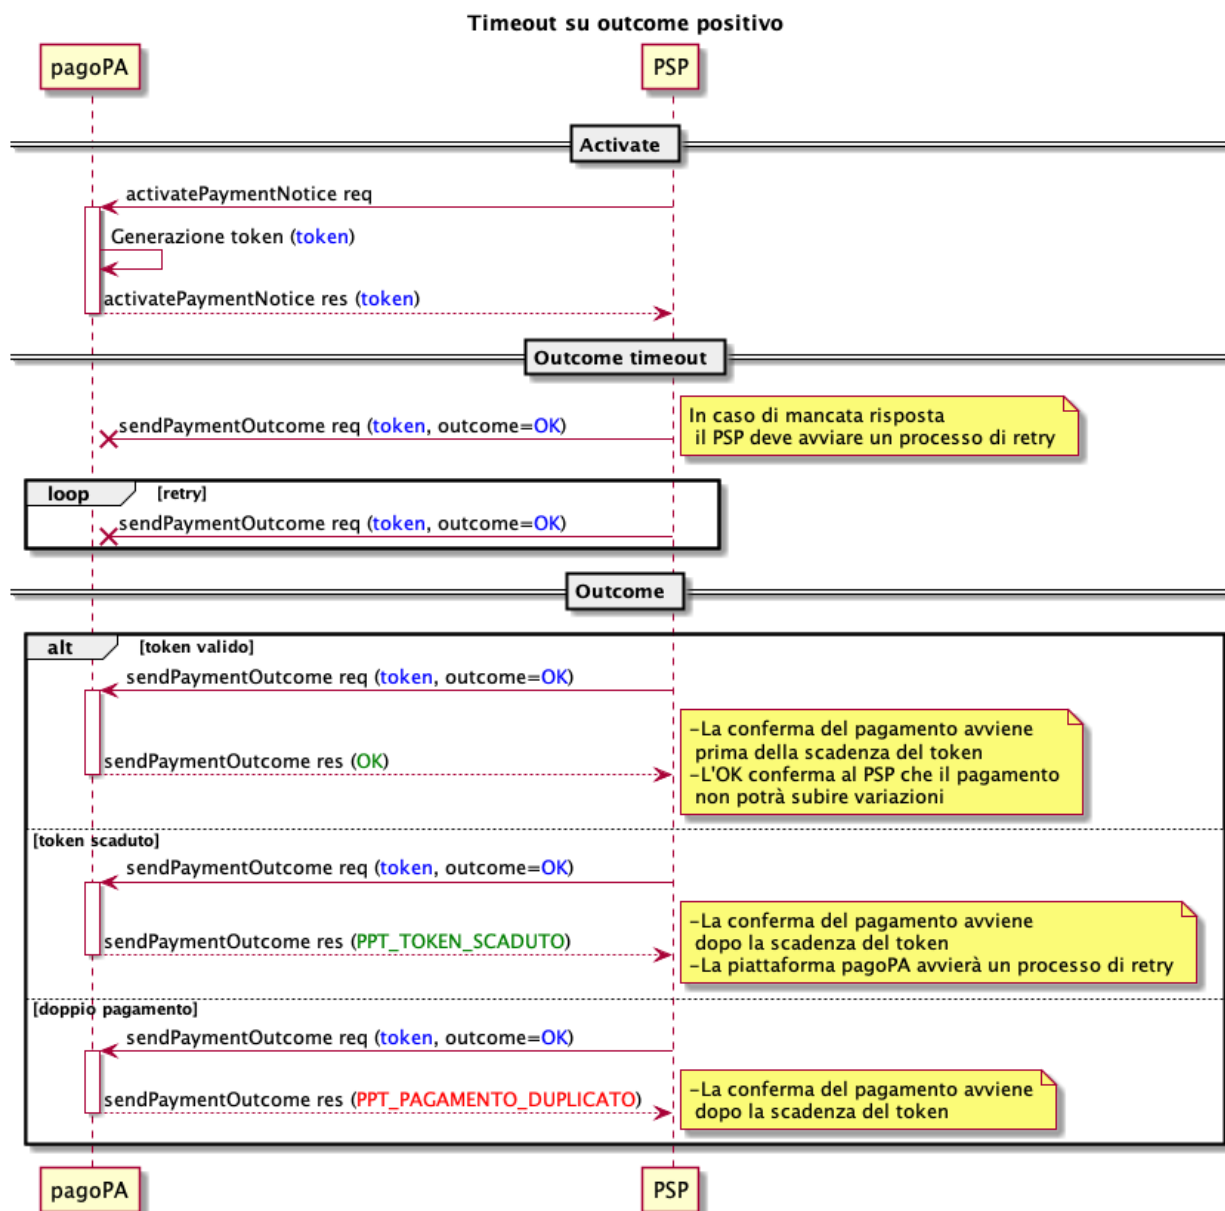 Timeout su outcome positivo
pagoPA
PSP
Activate
activatePaymentNotice req
Generazione token (token)
activatePaymentNotice res (token)
Outcome timeout
sendPaymentOutcome req (token, outcome=OK)
In caso di mancata risposta
il PSP deve avviare un processo di retry
loop
[retry]
sendPaymentOutcome req (token, outcome=OK)
Outcome
alt
[token valido]
sendPaymentOutcome req (token, outcome=OK)
sendPaymentOutcome res (OK)
-La conferma del pagamento avviene
prima della scadenza del token
-L'OK conferma al PSP che il pagamento
non potrà subire variazioni
[token scaduto]
sendPaymentOutcome req (token, outcome=OK)
sendPaymentOutcome res (PPT_TOKEN_SCADUTO)
-La conferma del pagamento avviene
dopo la scadenza del token
-La piattaforma pagoPA avvierà un processo di retry
[doppio pagamento]
sendPaymentOutcome req (token, outcome=OK)
sendPaymentOutcome res (PPT_PAGAMENTO_DUPLICATO)
-La conferma del pagamento avviene
dopo la scadenza del token
pagoPA
PSP